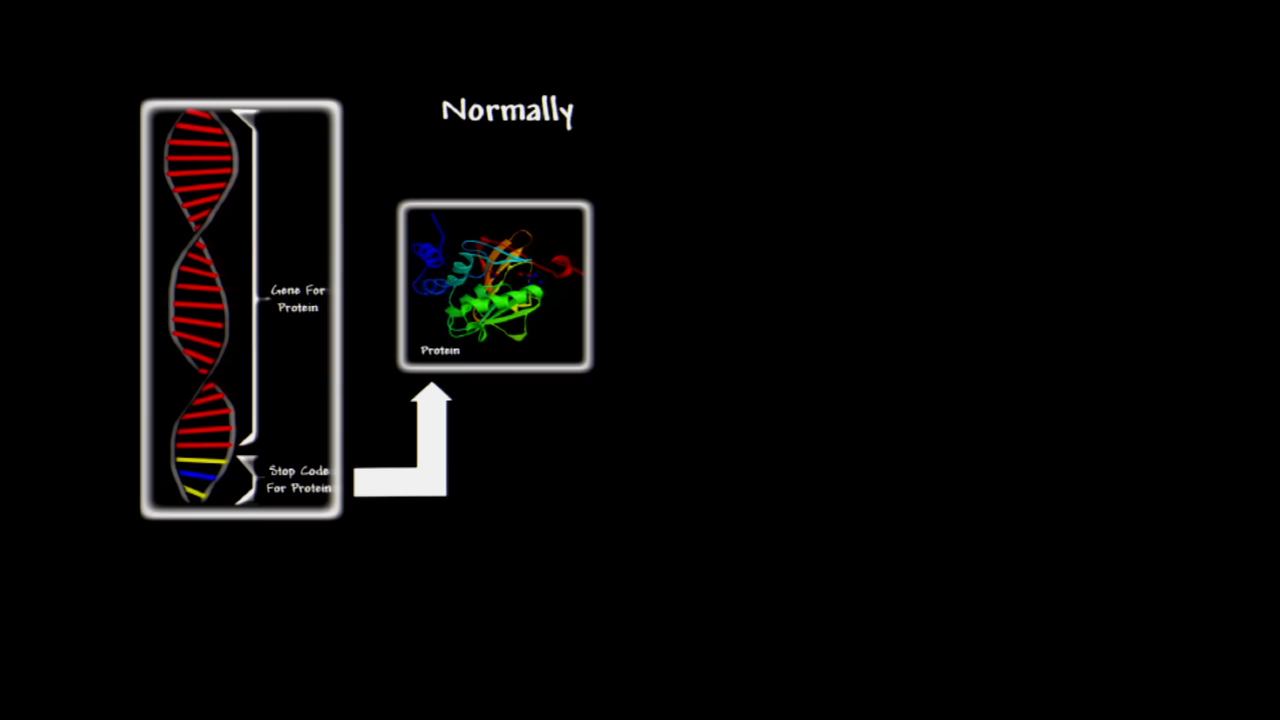 Normally
Gene For
Protein
Protein
Stop Code
For Protein